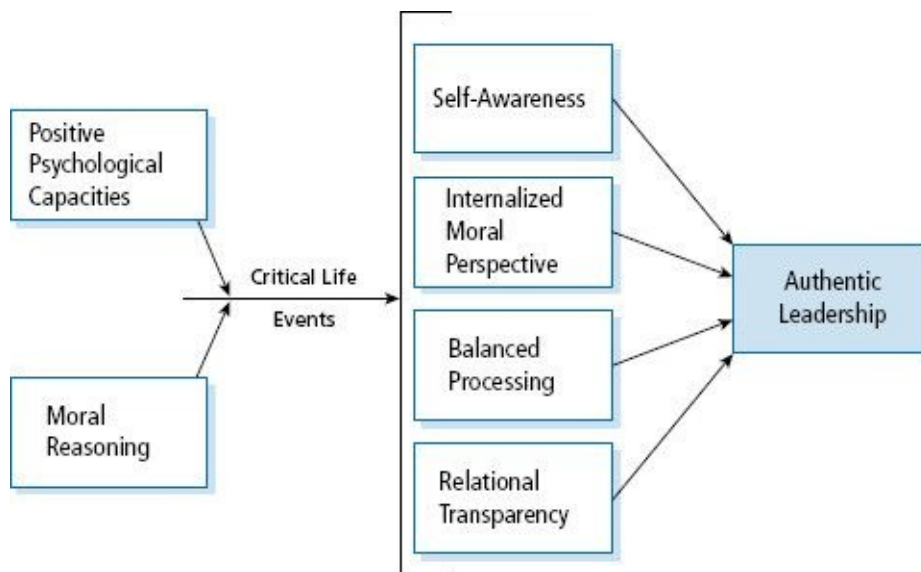 Positive
Psychological
Capacities
Moral
Reasoning
Critical Life
Events
Self-Awareness
Internalized
Moral
Perspective
Balanced
Processing
Relational
Transparency
Authentic
Leadership